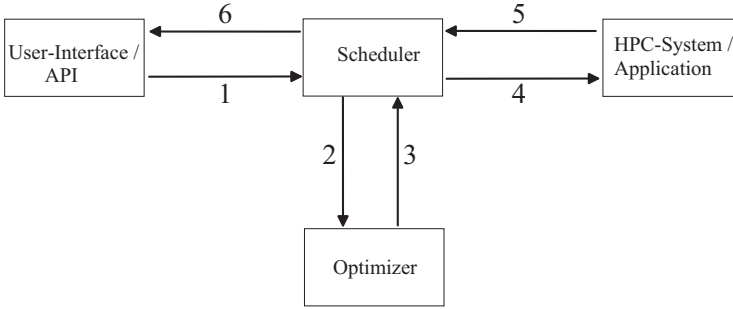 6
5
User-Interface /
API
Scheduler
HPC-System /
Application
1
4
2
3
Optimizer